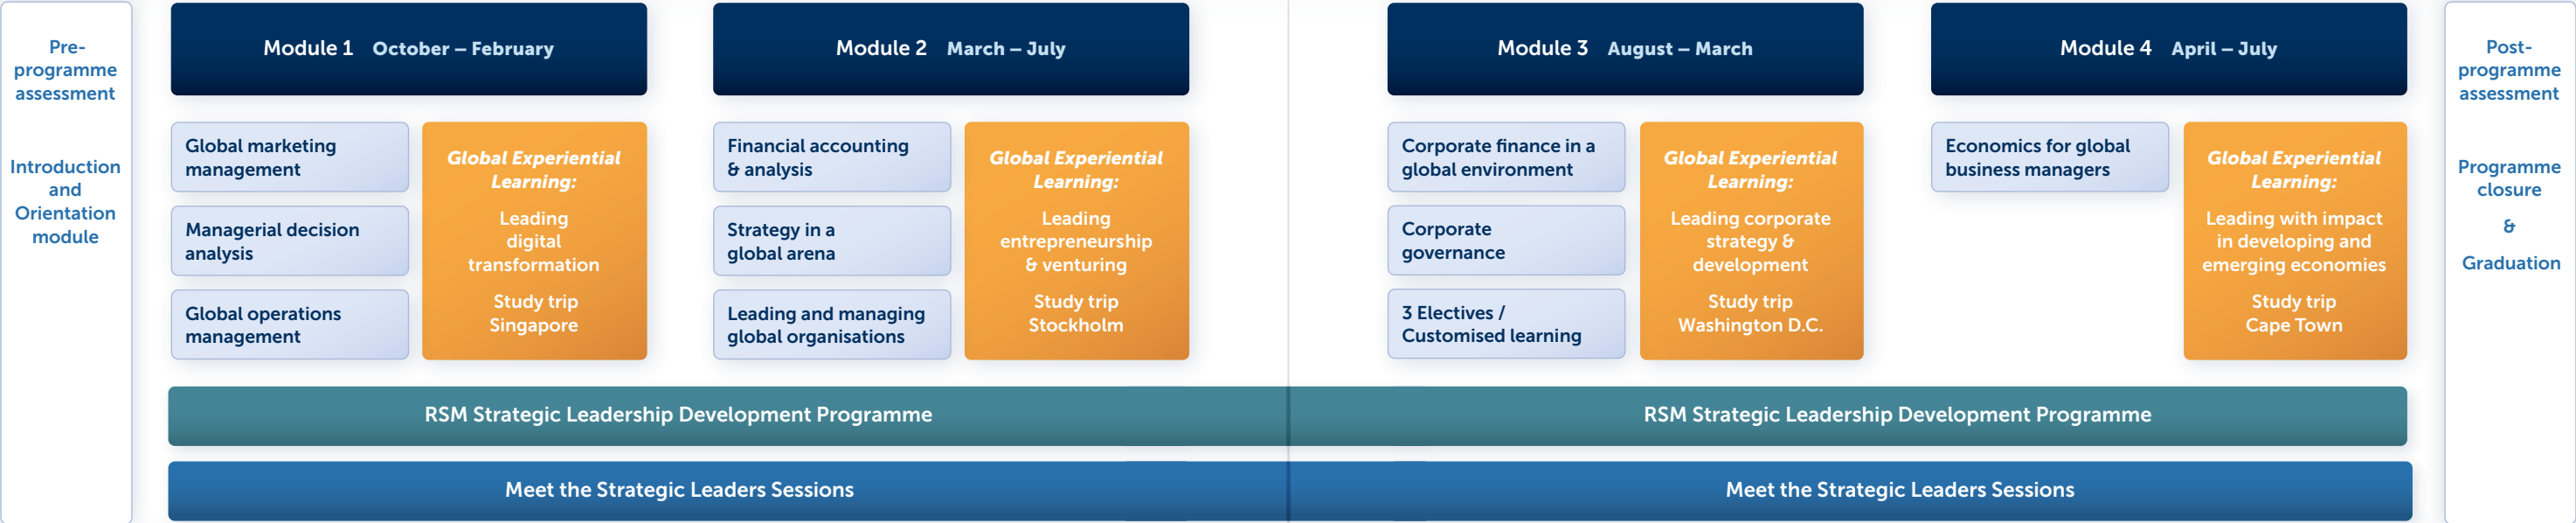 Pre-
programme
assessment
Introduction
and
Orientation
module
Module 1 October – February
Global marketing
management
Managerial decision
analysis
Global operations
management
Global Experiential
Learning:
Leading
digital
transformation
Study trip
Singapore
Module 2 March – July
Financial accounting
& analysis
Strategy in a
global arena
Leading and managing
global organisations
Global Experiential
Learning:
Leading
entrepreneurship
& venturing
Study trip
Stockholm
Module 3 August – March
Corporate finance in a
global environment
Corporate
governance
3 Electives /
Customised learning
Global Experiential
Learning:
Leading corporate
strategy &
development
Study trip
Washington D.C.
Module 4 April – July
Economics for global
business managers
Global Experiential
Learning:
Leading with impact
in developing and
emerging economies
Study trip
Cape Town
Post-
programme
assessment
Programme
closure
&
Graduation
RSM Strategic Leadership Development Programme
RSM Strategic Leadership Development Programme
Meet the Strategic Leaders Sessions
Meet the Strategic Leaders Sessions